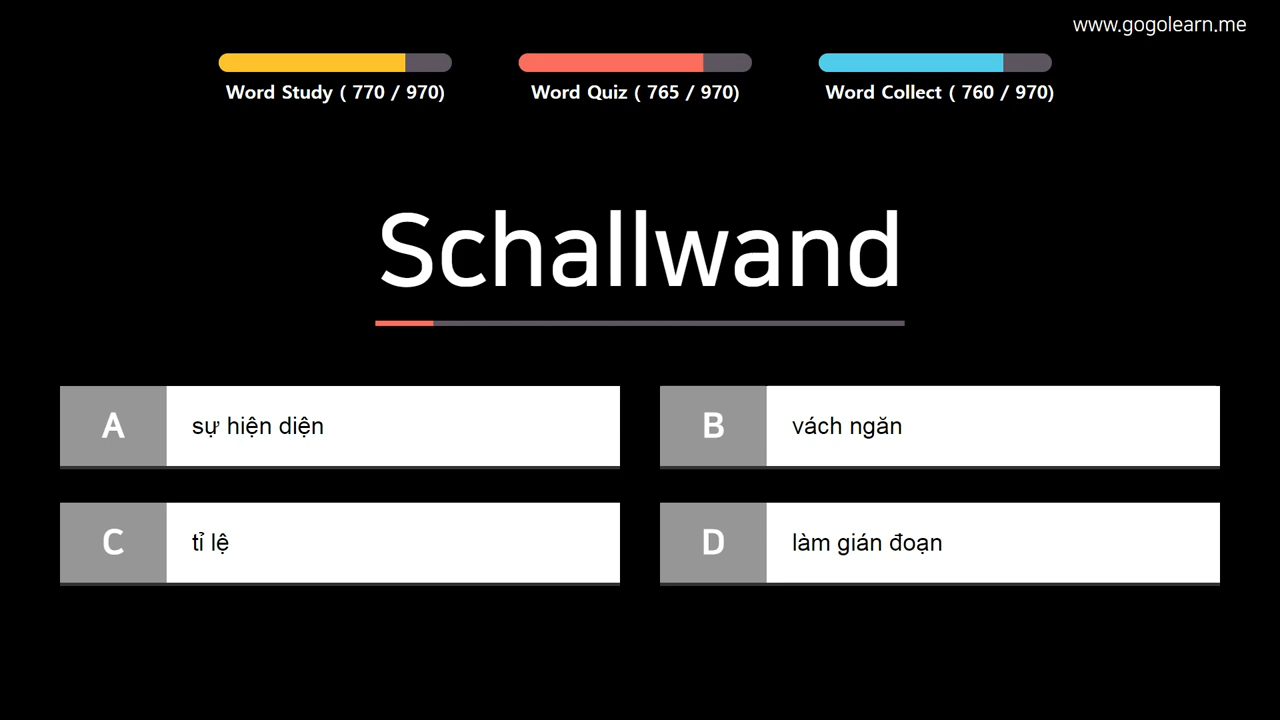 www.gogolearn.me
Word Study ( 770 / 970)
Word Quiz ( 765 / 970)
Word Collect ( 760 / 970)
Schallwand
A sự hiện diện
B vách ngăn
C tỉ lệ
D làm gián đoạn